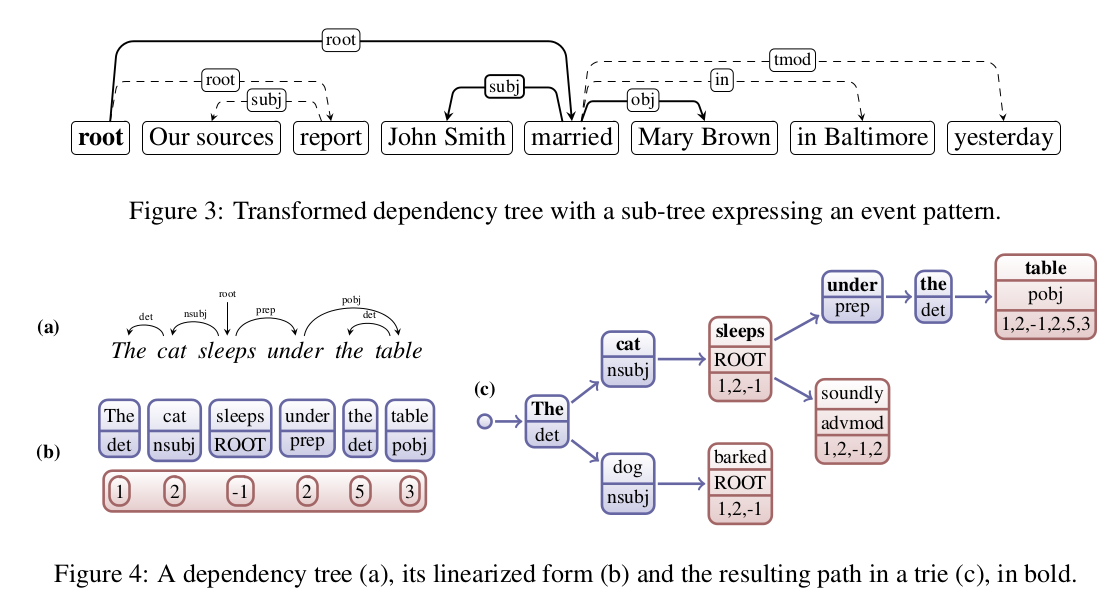 root
tmod
root
in
subj
subj
obj
root Our sources report John Smith married Mary Brown in Baltimore yesterday
Figure 3: Transformed dependency tree with a sub-tree expressing an event pattern.
(a)
root
det nsubj prep pobj det
The cat sleeps under the table
(b)
The cat sleeps under the table
det nsubj ROOT prep det pobj
1 2 -1 2 5 3
(c)
The
det
cat
nsubj
sleeps
ROOT
1,2,-1
under
prep
the
det
table
pobj
1,2,-1,2,5,3
soundly
advmod
1,2,-1,2
dog
nsubj
barked
ROOT
1,2,-1
Figure 4: A dependency tree (a), its linearized form (b) and the resulting path in a trie (c), in bold.